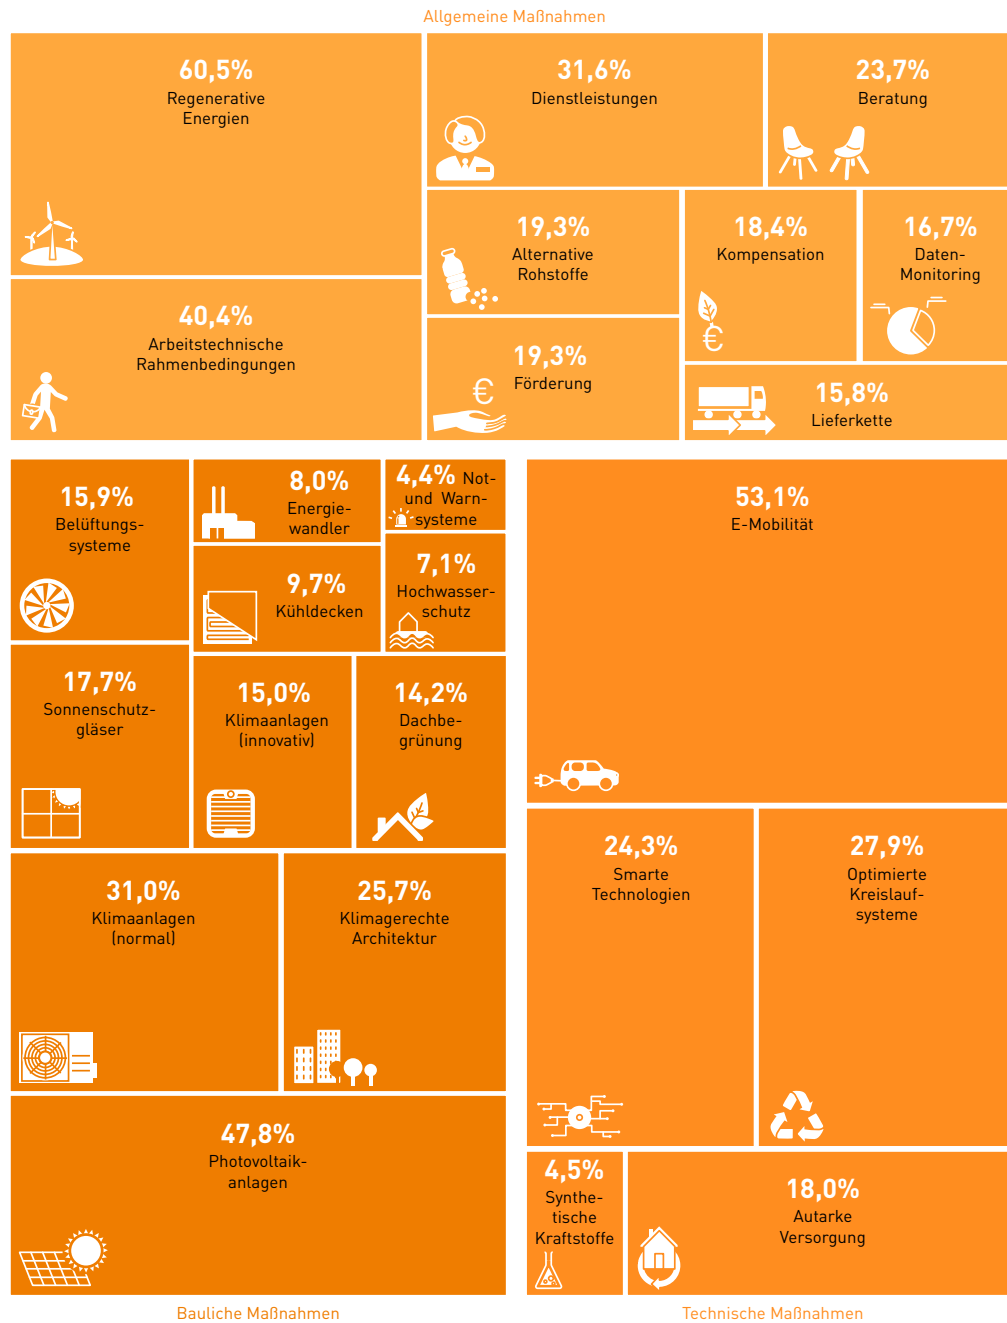 Allgemeine Maßnahmen
60,5%
Regenerative
Energien
31,6%
Dienstleistungen
23,7%
Beratung
40,4%
Arbeitstechnische
Rahmenbedingungen
19,3%
Alternative
Rohstoffe
18,4%
Kompensation
€
16,7%
Daten-
Monitoring
19,3%
€ Förderung
15,8%
Lieferkette
15,9%
Belüftungs-
systeme
8,0%
Energie-
wandler
4,4% Not-
und Warn-
systeme
9,7%
Kühldecken
7,1%
Hochwasser-
schutz
17,7%
Sonnenschutz-
gläser
15,0%
Klimaanlagen
(innovativ)
14,2%
Dachbe-
grünung
31,0%
Klimaanlagen
(normal)
25,7%
Klimagerechte
Architektur
47,8%
Photovoltaik-
anlagen
Bauliche Maßnahmen
53,1%
E-Mobilität
24,3%
Smarte
Technologien
27,9%
Optimierte
Kreislauf-
systeme
4,5%
Synthe-
tische
Kraftstoffe
18,0%
Autarke
Versorgung
Technische Maßnahmen